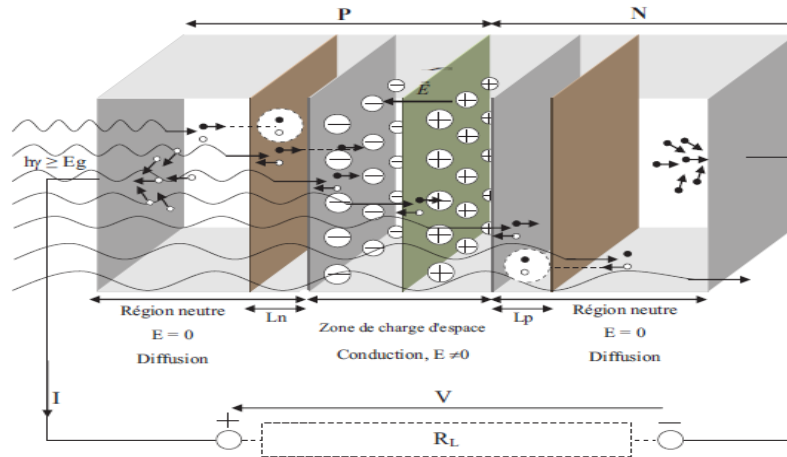 P N
E
hγ ≥ Eg
Région neutre
E = 0
Diffusion
Ln
Zone de charge d'espace
Conduction, E ≠0
Lp
Région neutre
E = 0
Diffusion
I
V
+ −
R_L